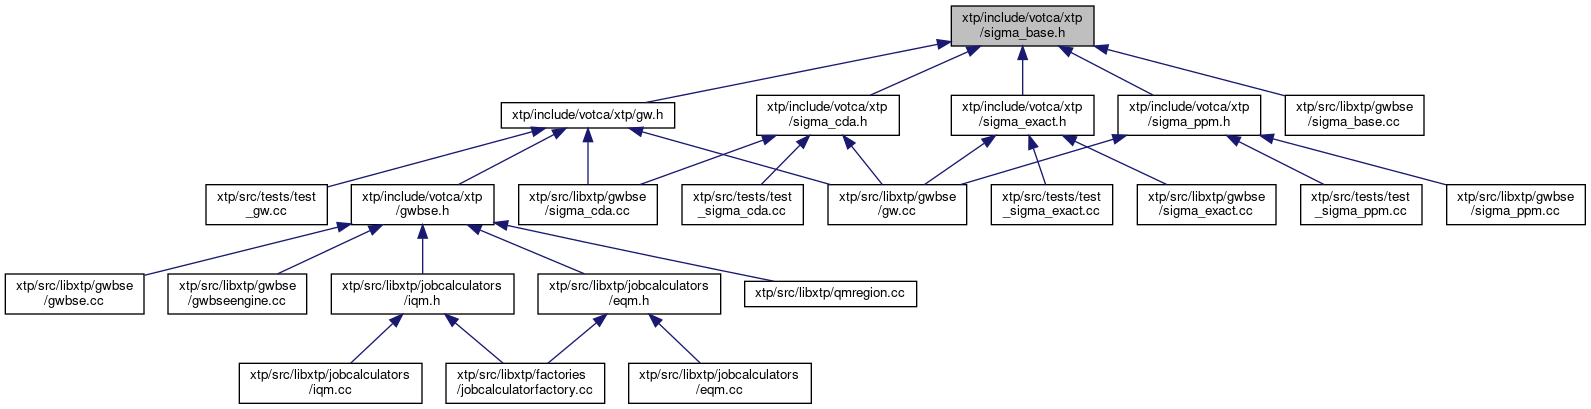 xtp/include/votca/xtp
/sigma_base.h
xtp/include/votca/xtp/gw.h
xtp/include/votca/xtp
/sigma_cda.h
xtp/include/votca/xtp
/sigma_exact.h
xtp/include/votca/xtp
/sigma_ppm.h
xtp/src/libxtp/gwbse
/sigma_base.cc
xtp/src/tests/test
_gw.cc
xtp/include/votca/xtp
/gwbse.h
xtp/src/libxtp/gwbse
/sigma_cda.cc
xtp/src/tests/test
_sigma_cda.cc
xtp/src/libxtp/gwbse
/gw.cc
xtp/src/tests/test
_sigma_exact.cc
xtp/src/libxtp/gwbse
/sigma_exact.cc
xtp/src/tests/test
_sigma_ppm.cc
xtp/src/libxtp/gwbse
/sigma_ppm.cc
xtp/src/libxtp/gwbse
/gwbse.cc
xtp/src/libxtp/gwbse
/gwbseengine.cc
xtp/src/libxtp/jobcalculators
/iqm.h
xtp/src/libxtp/jobcalculators
/eqm.h
xtp/src/libxtp/qmregion.cc
xtp/src/libxtp/jobcalculators
/iqm.cc
xtp/src/libxtp/factories
/jobcalculatorfactory.cc
xtp/src/libxtp/jobcalculators
/eqm.cc